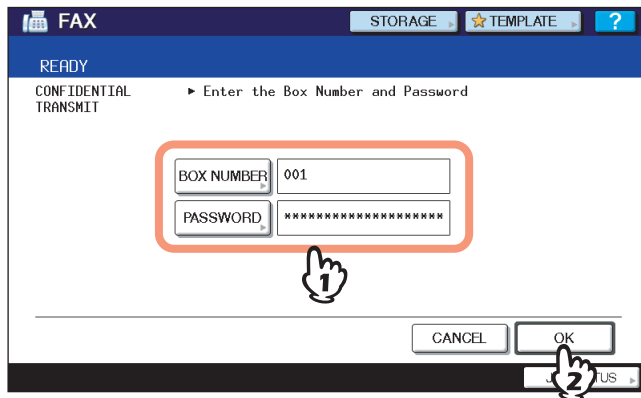 FAX
STORAGE
TEMPLATE
?
READY
CONFIDENTIAL
TRANSMIT
► Enter the Box Number and Password
BOX NUMBER
001
PASSWORD
********************
1
CANCEL
OK
2